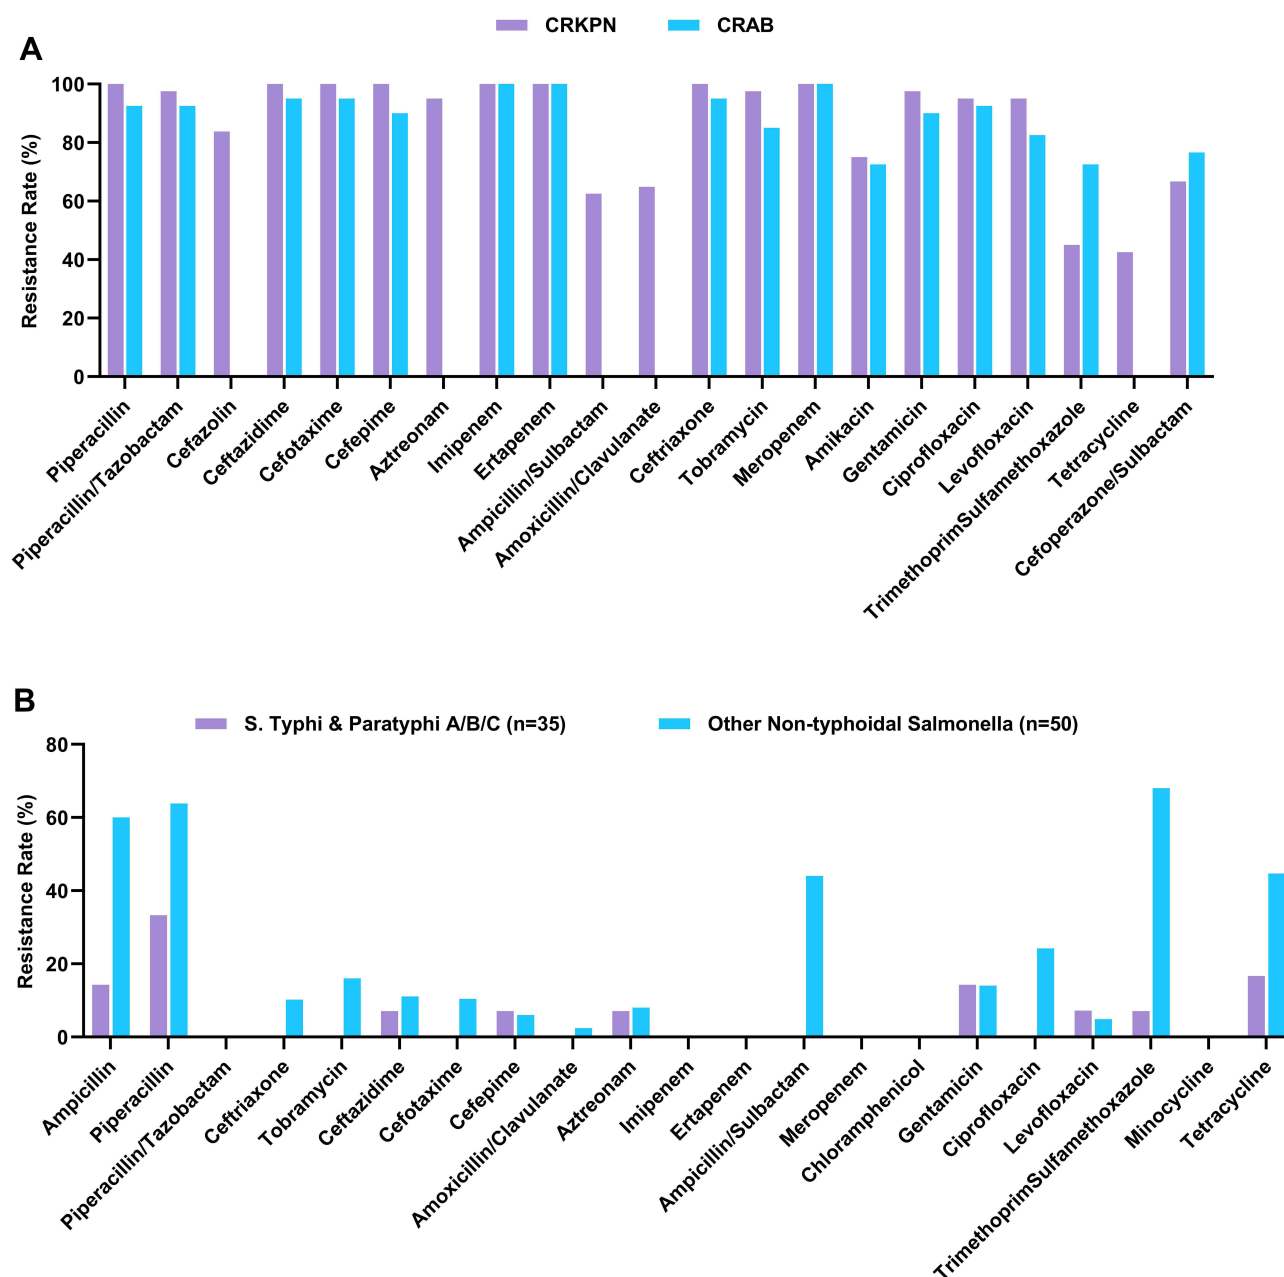 CRKPN CRAB
A
Resistance Rate (%)
100
80
60
40
20
0
Piperacillin
Piperacillin/Tazobactam
Cefazolin
Ceftazidime
Cefotaxime
Cefepime
Aztreonam
Imipenem
Ertapenem
Ampicillin/Sulbactam
Amoxicillin/Clavulanate
Ceftriaxone
Tobramycin
Meropenem
Amikacin
Gentamicin
Ciprofloxacin
Levofloxacin
TrimethoprimSulfamethoxazole
Tetracycline
Cefoperazone/Sulbactam
B
S. Typhi & Paratyphi A/B/C (n=35) Other Non-typhoidal Salmonella (n=50)
Resistance Rate (%)
80
60
40
20
0
Ampicillin
Piperacillin
Piperacillin/Tazobactam
Ceftriaxone
Tobramycin
Ceftazidime
Cefotaxime
Cefepime
Amoxicillin/Clavulanate
Aztreonam
Imipenem
Ertapenem
Ampicillin/Sulbactam
Meropenem
Chloramphenicol
Gentamicin
Ciprofloxacin
Levofloxacin
TrimethoprimSulfamethoxazole
Minocycline
Tetracycline